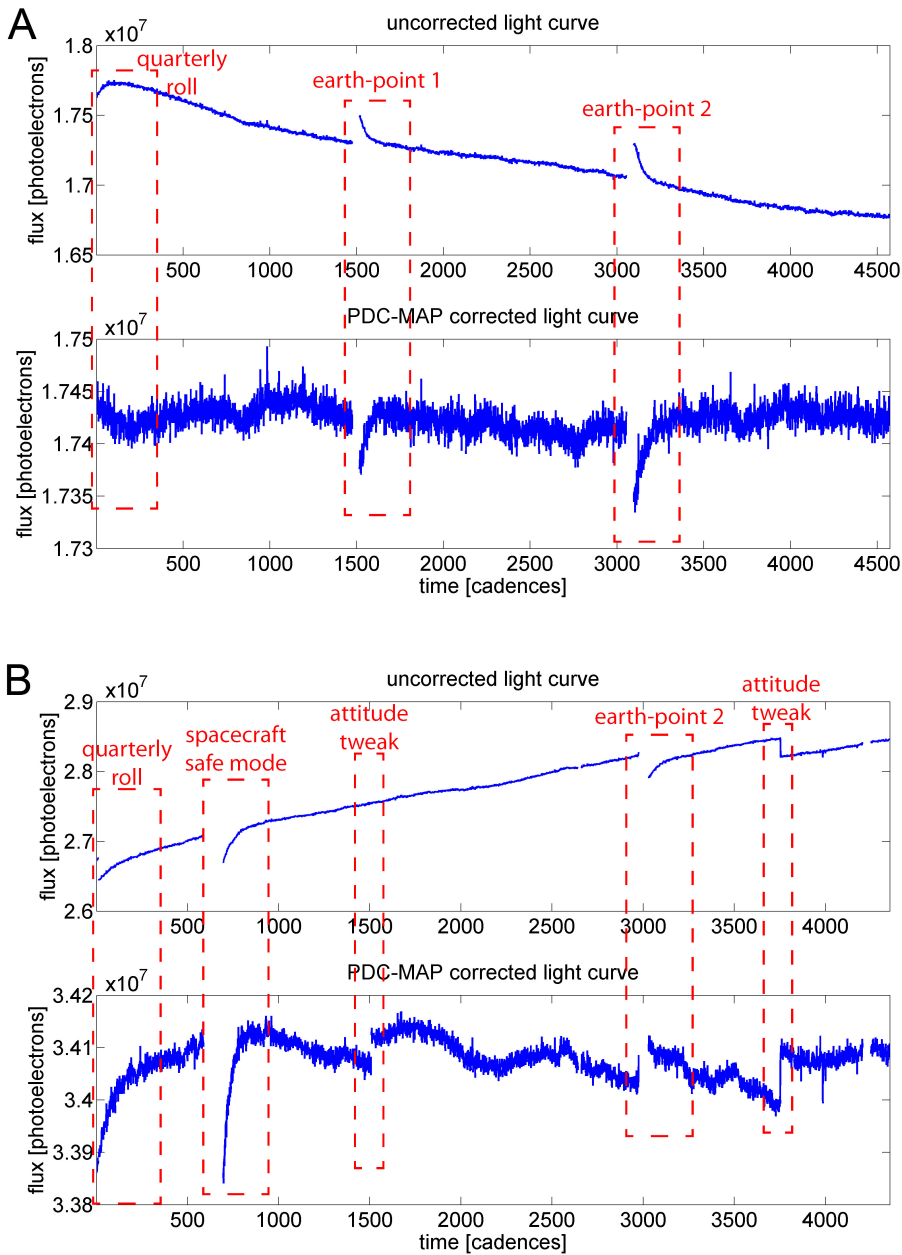 A
uncorrected light curve
x10^7
quarterly
roll
earth-point 1
earth-point 2
flux [photoelectrons]
1.8
1.75
1.7
1.65
500 1000 1500 2000 2500 3000 3500 4000 4500
PDC-MAP corrected light curve
x10^7
flux [photoelectrons]
1.75
1.745
1.74
1.735
1.73
500 1000 1500 2000 2500 3000 3500 4000 4500
time [cadences]
B
uncorrected light curve
x10^7
quarterly
roll
spacecraft
safe mode
attitude
tweak
earth-point 2
attitude
tweak
flux [photoelectrons]
2.9
2.8
2.7
2.6
500 1000 1500 2000 2500 3000 3500 4000
PDC-MAP corrected light curve
x10^7
flux [photoelectrons]
3.42
3.41
3.4
3.39
3.38
500 1000 1500 2000 2500 3000 3500 4000
time [cadences]